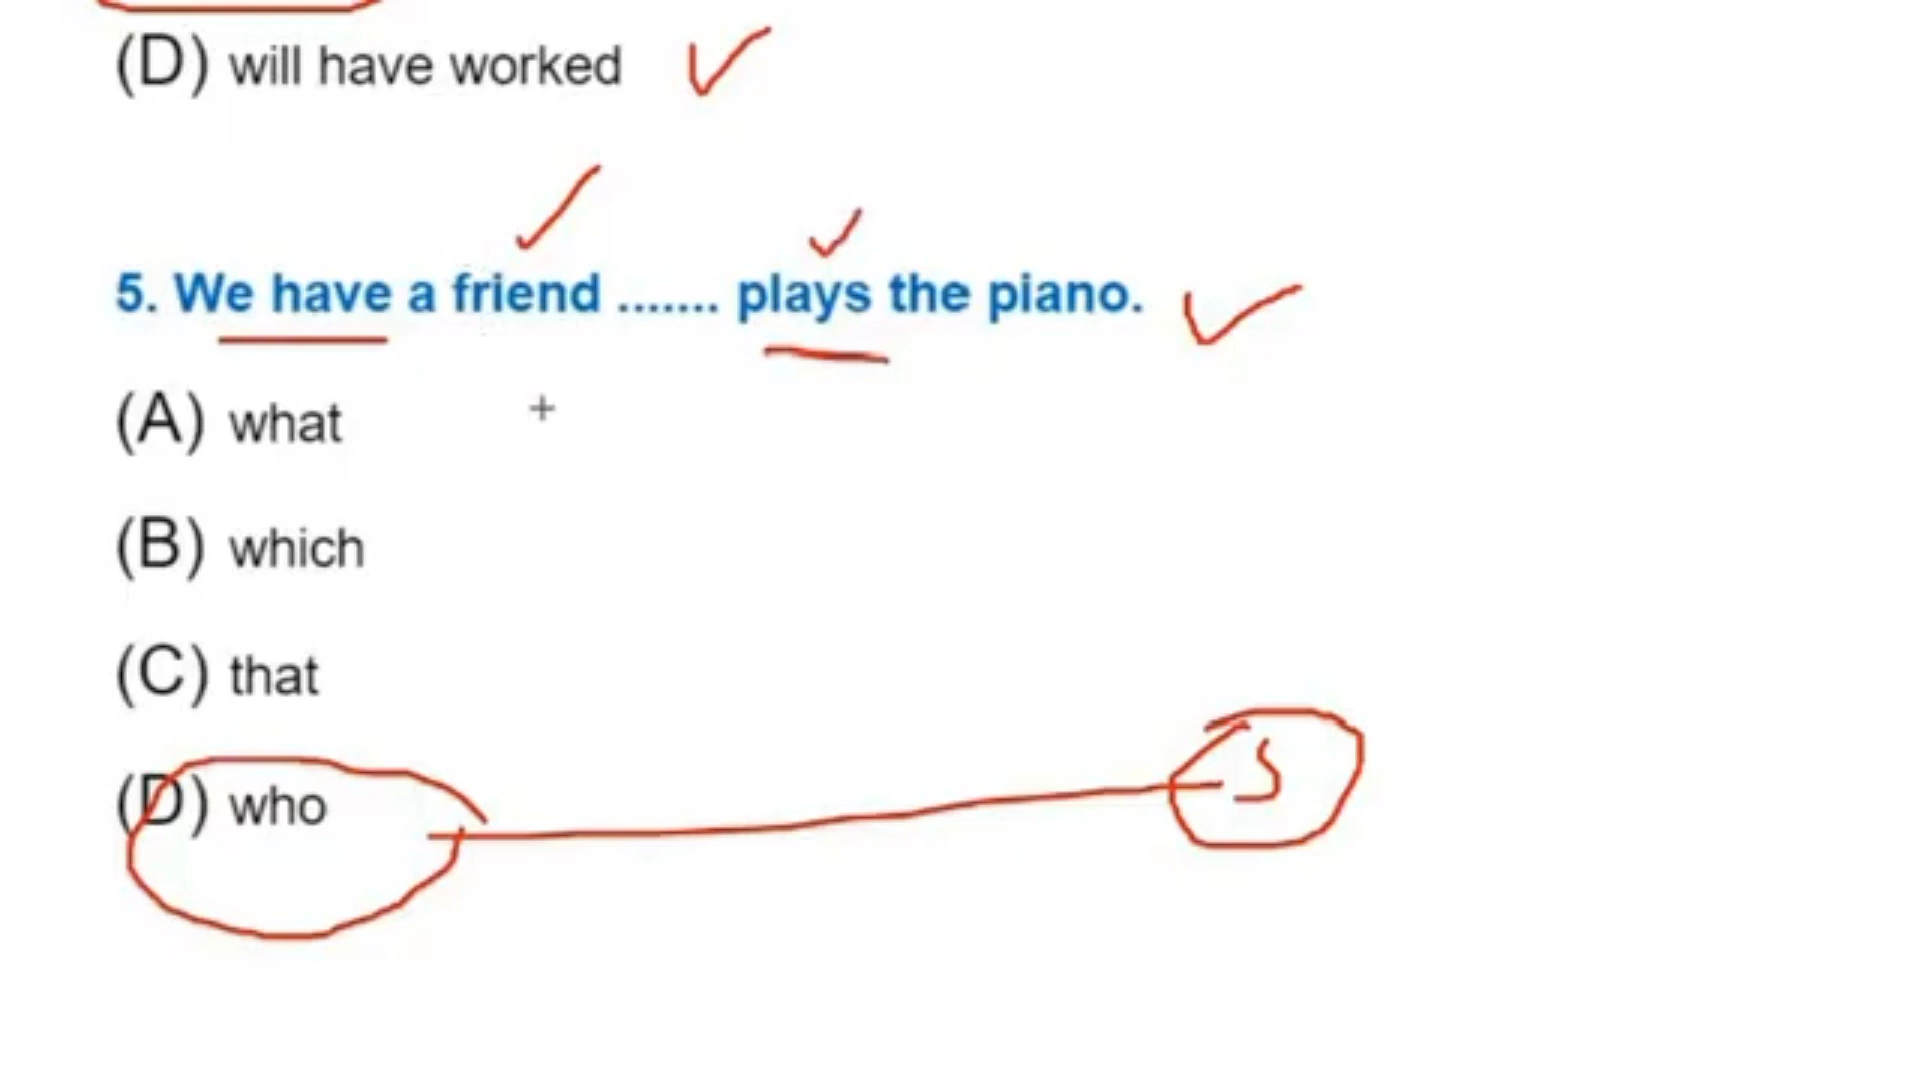 (D) will have worked
5. We have a friend ....... plays the piano.
(A) what
(B) which
(C) that
(D) who
S